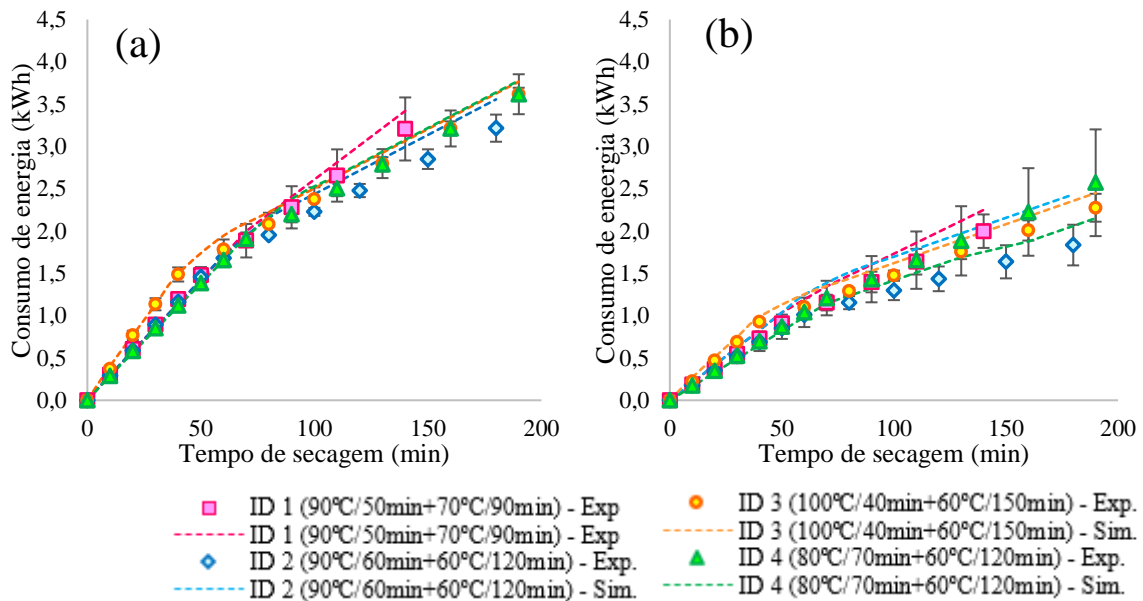 (a)
Consumo de energia (kWh)
4,5
4,0
3,5
3,0
2,5
2,0
1,5
1,0
0,5
0,0
0 50 100 150 200
Tempo de secagem (min)
(b)
Consumo de eneergia (kWh)
4,5
4,0
3,5
3,0
2,5
2,0
1,5
1,0
0,5
0,0
0 50 100 150 200
Tempo de secagem (min)
ID 1 (90ºC/50min+70ºC/90min) - Exp
ID 1 (90ºC/50min+70ºC/90min) - Exp
ID 2 (90ºC/60min+60ºC/120min) - Exp.
ID 2 (90ºC/60min+60ºC/120min) - Sim.
ID 3 (100ºC/40min+60ºC/150min) - Exp.
ID 3 (100ºC/40min+60ºC/150min) - Sim.
ID 4 (80ºC/70min+60ºC/120min) - Exp.
ID 4 (80ºC/70min+60ºC/120min) - Sim.